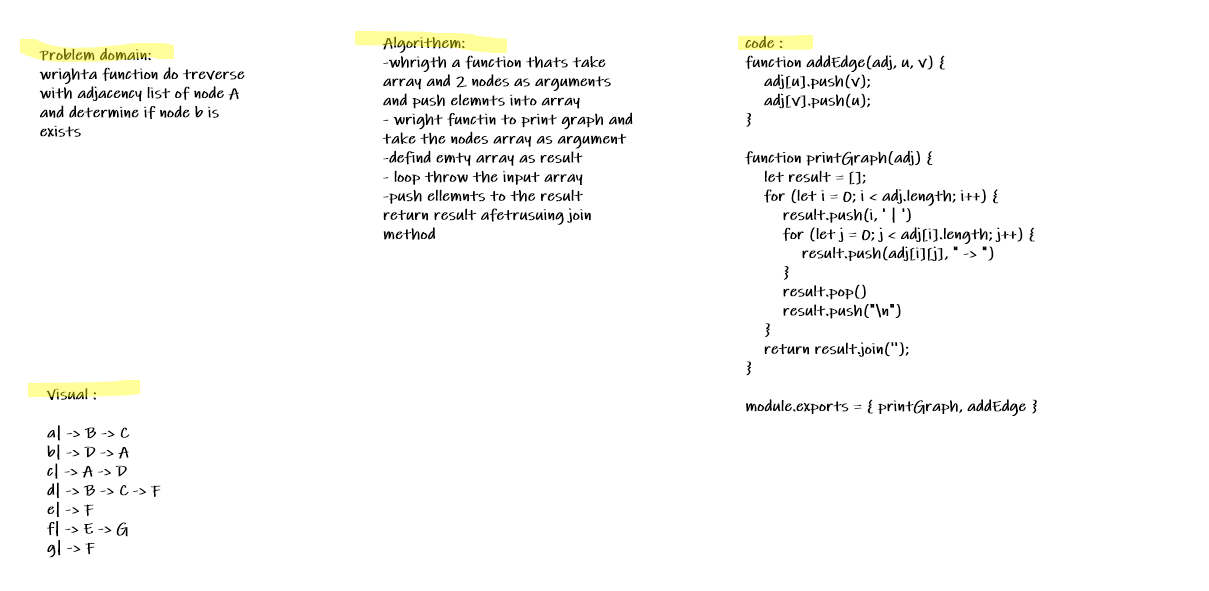 Problem domain:
wrighta function do treverse
with adjacency list of node A
and determine if node b is
exists
Algorithem:
-whrigth a function thats take
array and 2 nodes as arguments
and push elemnts into array
- wright functin to print graph and
take the nodes array as argument
-defind emty array as result
- loop throw the input array
-push ellemnts to the result
return result afetrusuing join
method
code :
function addEdge(adj, u, v) {
adj[u].push(v);
adj[v].push(u);
}
function printGraph(adj) {
let result = [];
for (let i = 0; i < adj.length; i++) {
result.push(i, ' | ')
for (let j = 0; j < adj[i].length; j++) {
result.push(adj[i][j], " -> ")
}
result.pop()
result.push("\n")
}
return result.join('');
}
module.exports = { printGraph, addEdge }
Visual :
a| -> B -> C
b| -> D -> A
c| -> A -> D
d| -> B -> C -> F
e| -> F
f| -> E -> G
g| -> F